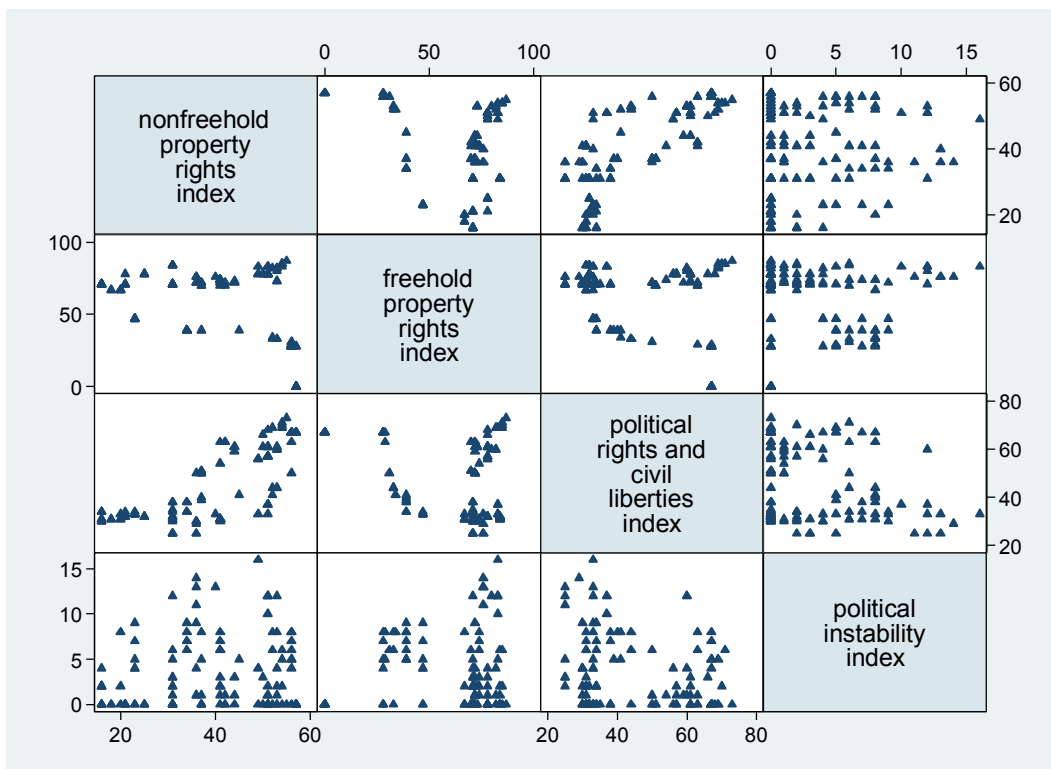 0 50 100
0 5 10 15
nonfreehold
property
rights
index
60
40
20
100
50
0
freehold
property
rights
index
political
rights and
civil
liberties
index
80
60
40
20
15
10
5
0
political
instability
index
20 40 60
20 40 60 80